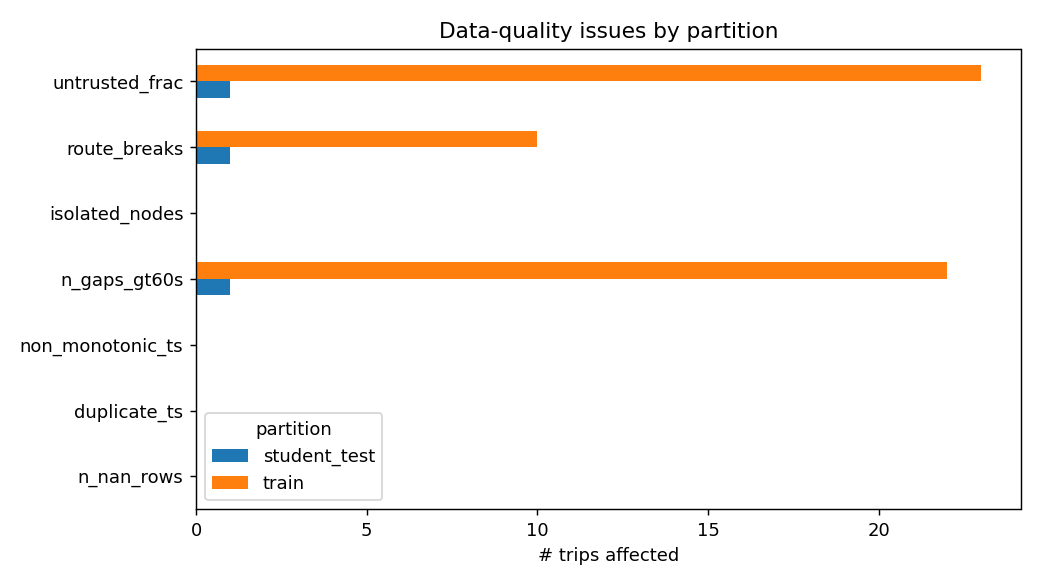 Data-quality issues by partition
untrusted_frac
route_breaks
isolated_nodes
n_gaps_gt60s
non_monotonic_ts
duplicate_ts
n_nan_rows
partition
student_test
train
0 5 10 15 20
# trips affected